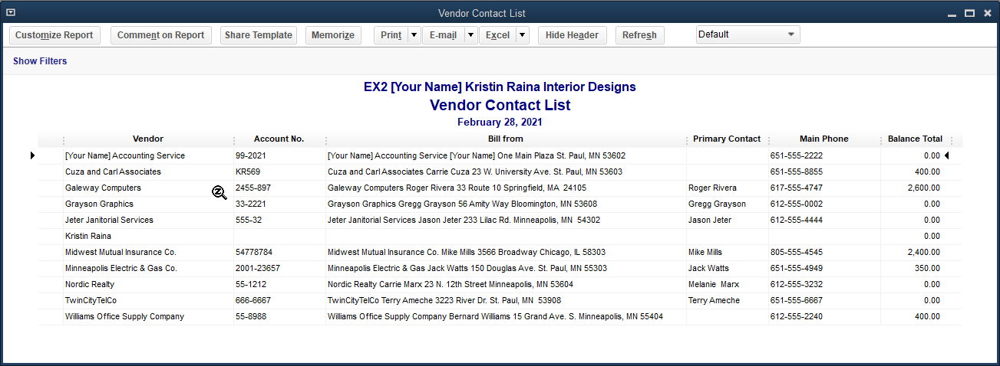 Vendor Contact List
Customize Report Comment on Report Share Template Memorize Print E-mail Excel Hide Header Refresh Default
Show Filters
EX2 [Your Name] Kristin Raina Interior Designs
Vendor Contact List
February 28, 2021
Vendor Account No. Bill from Primary Contact Main Phone Balance Total
[Your Name] Accounting Service 99-2021 [Your Name] Accounting Service [Your Name] One Main Plaza St. Paul, MN 53602 651-555-2222 0.00
Cuza and Carl Associates KR569 Cuza and Carl Associates Carrie Cuza 23 W. University Ave. St. Paul, MN 53603 651-555-8855 400.00
Galeway Computers 2455-897 Galeway Computers Roger Rivera 33 Route 10 Springfield, MA 24105 Roger Rivera 617-555-4747 2,600.00
Grayson Graphics 33-2221 Grayson Graphics Gregg Grayson 56 Amity Way Bloomington, MN 53608 Gregg Grayson 612-555-0002 0.00
Jeter Janitorial Services 555-32 Jeter Janitorial Services Jason Jeter 233 Lilac Rd. Minneapolis, MN 54302 Jason Jeter 612-555-4444 0.00
Kristin Raina 0.00
Midwest Mutual Insurance Co. 54778784 Midwest Mutual Insurance Co. Mike Mills 3566 Broadway Chicago, IL 58303 Mike Mills 805-555-4545 2,400.00
Minneapolis Electric & Gas Co. 2001-23657 Minneapolis Electric & Gas Jack Watts 150 Douglas Ave. St. Paul, MN 55303 Jack Watts 651-555-4949 350.00
Nordic Realty 55-1212 Nordic Realty Carrie Marx 23 N. 12th Street Minneapolis, MN 53604 Melanie Marx 612-555-3232 0.00
TwinCityTelCo 666-6667 TwinCityTelCo Terry Ameche 3223 River Dr. St. Paul, MN 53908 Terry Ameche 651-555-6667 0.00
Williams Office Supply Company 55-8988 Williams Office Supply Company Bernard Williams 15 Grand Ave. S. Minneapolis, MN 55404 612-555-2240 400.00